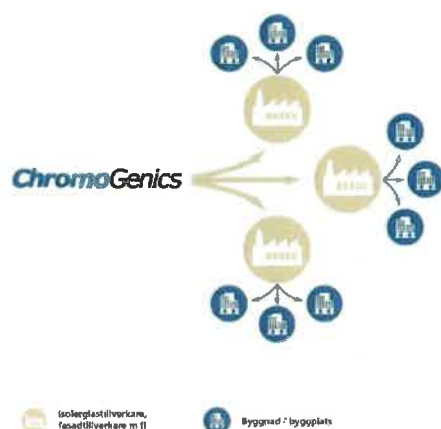 ChromoGenics
Isolerglastillverkare,
fasadtillverkare m fl
Byggnad / byggplats